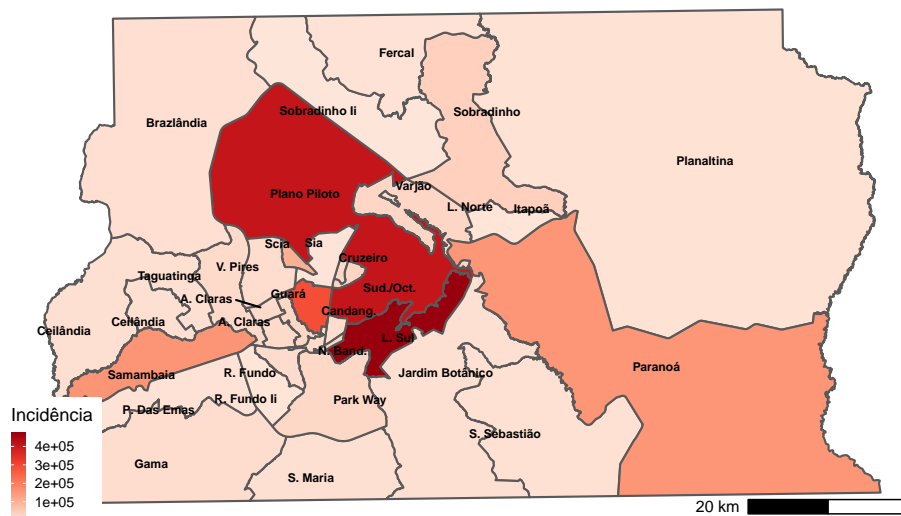 Fercal
Sobradinho Ii
Sobradinho
Brazlândia
Planaltina
Varjão
Plano Piloto
L. Norte
Itapoã
Scia
Sia
Cruzeiro
V. Pires
Taguatinga
Sud./Oct.
Guará
A. Claras
Candang.
Ceilândia
A. Claras
Ceilândia
L. Sul
N. Band.
Paranoá
Jardim Botânico
R. Fundo
Samambaia
R. Fundo Ii
Park Way
P. Das Emas
S. Sebastião
Gama
S. Maria
Incidência
4e+05
3e+05
2e+05
1e+05
20 km